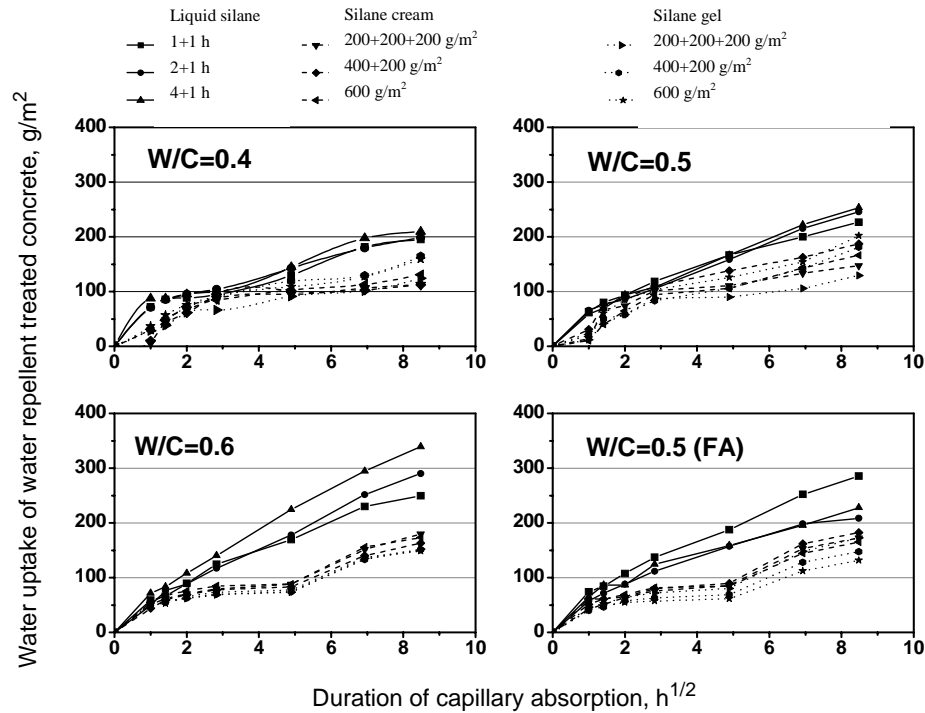 Liquid silane Silane cream Silane gel
1+1 h 200+200+200 g/m² 200+200+200 g/m²
2+1 h 400+200 g/m² 400+200 g/m²
4+1 h 600 g/m² 600 g/m²
Water uptake of water repellent treated concrete, g/m²
400
300
200
100
0
W/C=0.4
0 2 4 6 8 10
400
300
200
100
0
W/C=0.5
0 2 4 6 8 10
400
300
200
100
0
W/C=0.6
0 2 4 6 8 10
400
300
200
100
0
W/C=0.5 (FA)
0 2 4 6 8 10
Duration of capillary absorption, h^1/2